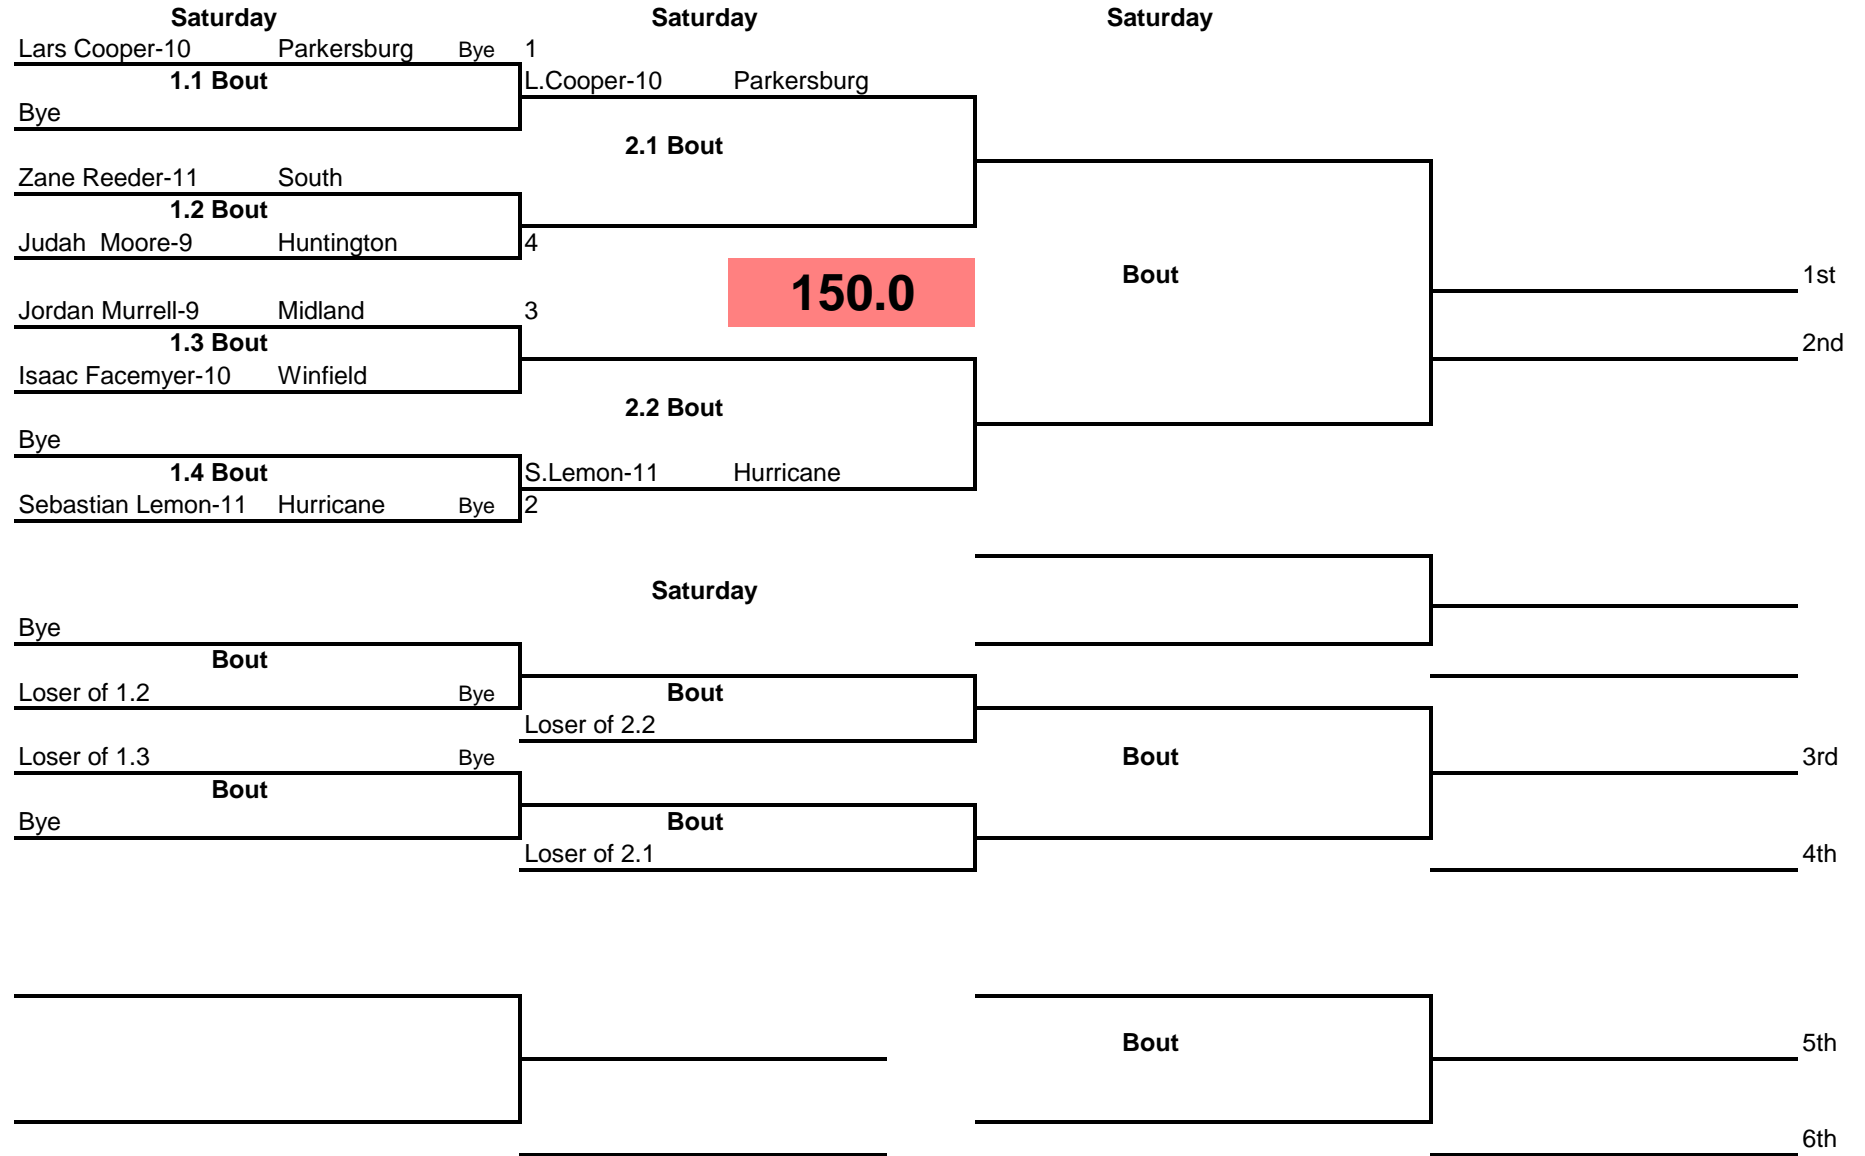 Saturday Saturday Saturday
Lars Cooper-10 Parkersburg Bye 1
1.1 Bout L.Cooper-10 Parkersburg
Bye
2.1 Bout
Zane Reeder-11 South
1.2 Bout
Judah  Moore-9 Huntington 4
150.0 Bout 1st
Jordan Murrell-9 Midland 3
1.3 Bout 2nd
Isaac Facemyer-10 Winfield
2.2 Bout
Bye
1.4 Bout S.Lemon-11 Hurricane
Sebastian Lemon-11 Hurricane Bye 2
Saturday
Bye
Bout
Loser of 1.2 Bye Bout
Loser of 2.2
Loser of 1.3 Bye Bout 3rd
Bout
Bye Bout
Loser of 2.1 4th
Bout 5th
6th